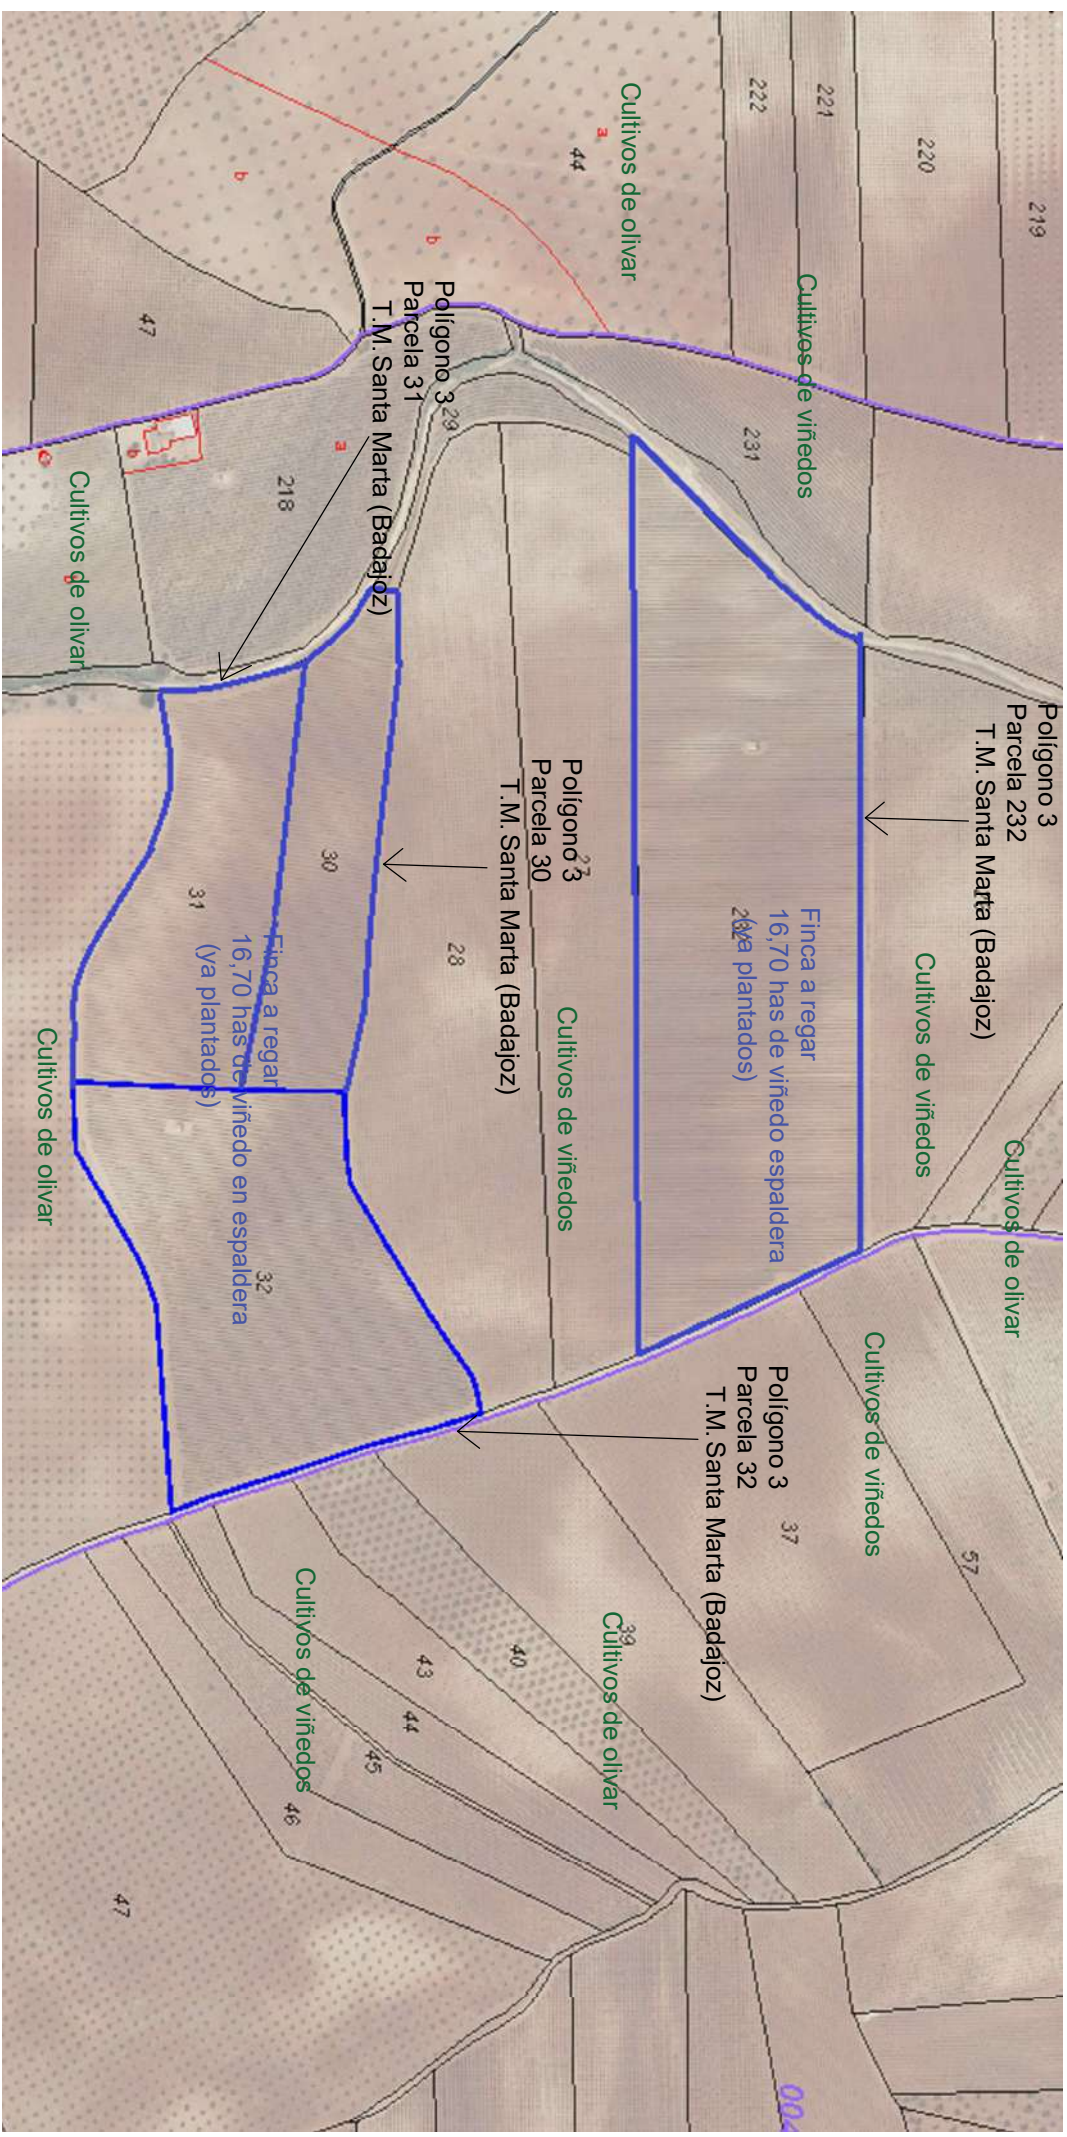 219
220
221
222
Cultivos de olivar
a
44
b
b
47
Cultivos de viñedos
231
Polígono 3
Parcela 31
T.M. Santa Marta (Badajoz)
29
a
218
b
Cultivos de olivar
Polígono 3
Parcela 232
T.M. Santa Marta (Badajoz)
Polígono 3
Parcela 30
T.M. Santa Marta (Badajoz)
27
28
30
31
232
Finca a regar
16,70 has de viñedo espaldera
(ya plantados)
Finca a regar
16,70 has de viñedo en espaldera
(ya plantados)
Cultivos de viñedos
Cultivos de viñedos
Cultivos de olivar
Cultivos de olivar
32
Cultivos de viñedos
Polígono 3
Parcela 32
T.M. Santa Marta (Badajoz)
37
57
39
Cultivos de olivar
40
43
44
45
46
47
Cultivos de viñedos
004